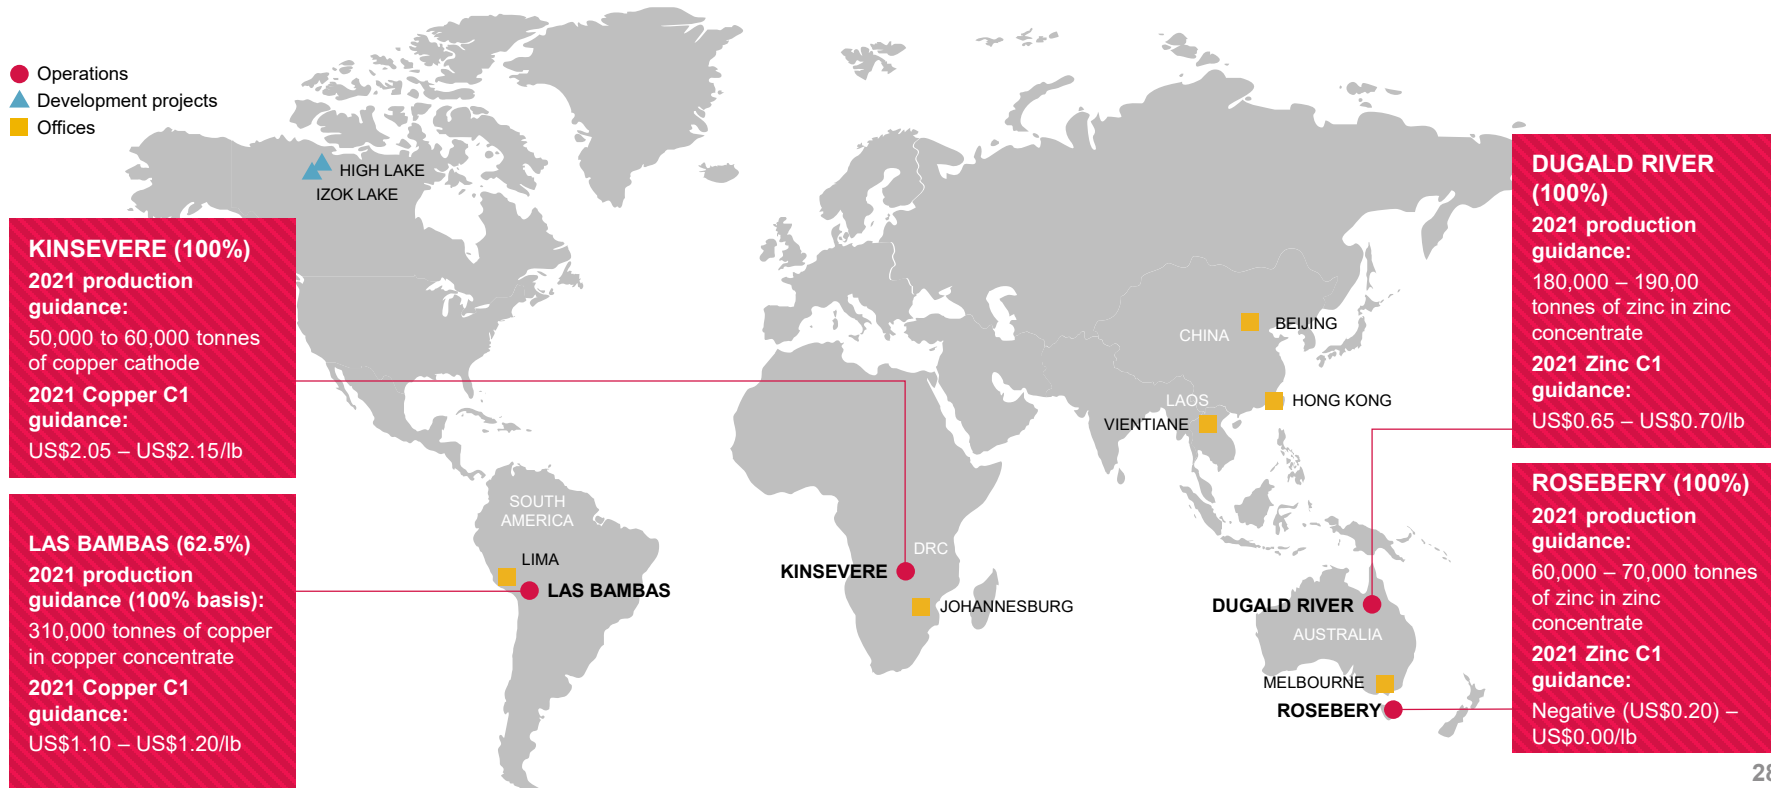 Operations
Development projects
Offices
HIGH LAKE
IZOK LAKE
KINSEVERE (100%)
2021 production
guidance:
50,000 to 60,000 tonnes
of copper cathode
2021 Copper C1
guidance:
US$2.05 – US$2.15/lb
LAS BAMBAS (62.5%)
2021 production
guidance (100% basis):
310,000 tonnes of copper
in copper concentrate
2021 Copper C1
guidance:
US$1.10 – US$1.20/lb
SOUTH
AMERICA
LIMA
LAS BAMBAS
DRC
KINSEVERE
JOHANNESBURG
CHINA
BEIJING
LAOS
HONG KONG
VIENTIANE
DUGALD RIVER
AUSTRALIA
MELBOURNE
ROSEBERY
DUGALD RIVER
(100%)
2021 production
guidance:
180,000 – 190,00
tonnes of zinc in zinc
concentrate
2021 Zinc C1
guidance:
US$0.65 – US$0.70/lb
ROSEBERY (100%)
2021 production
guidance:
60,000 – 70,000 tonnes
of zinc in zinc
concentrate
2021 Zinc C1
guidance:
Negative (US$0.20) –
US$0.00/lb
28